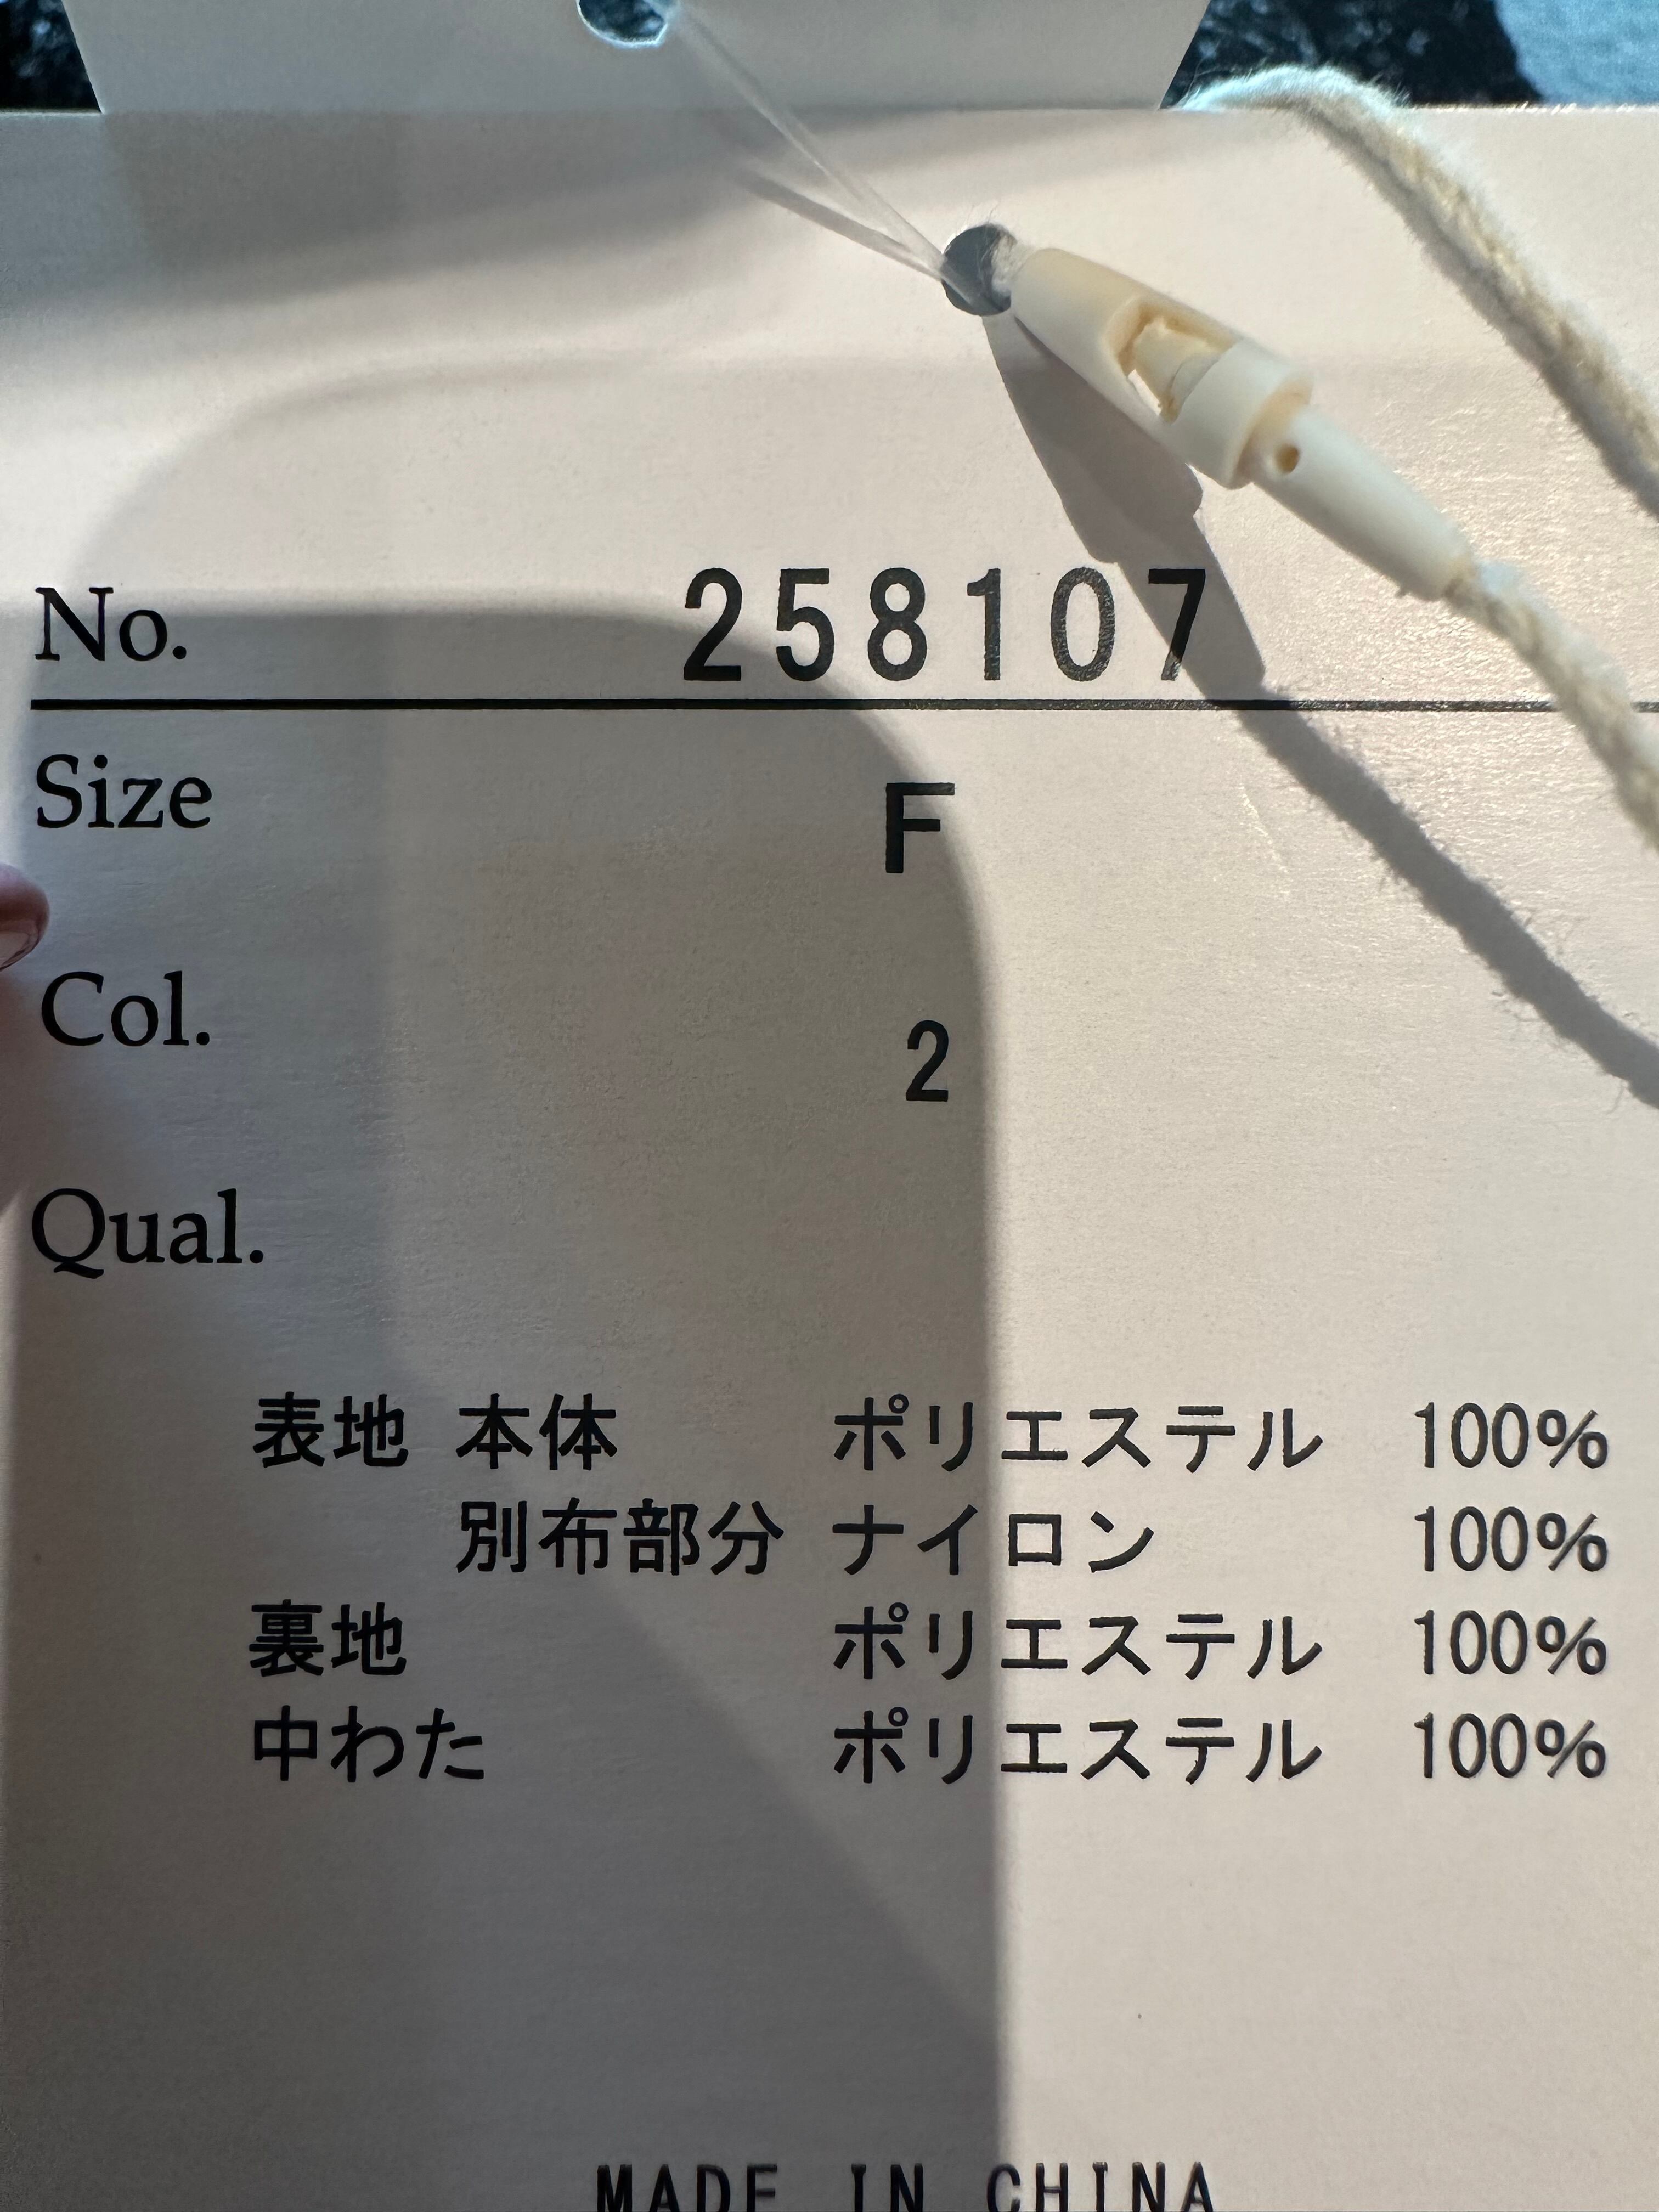 No. 258107
Size F
Col. 2
Qual.
表地 本体 ポリエステル 100%
別布部分 ナイロン 100%
裏地 ポリエステル 100%
中わた ポリエステル 100%
MADE IN CHINA